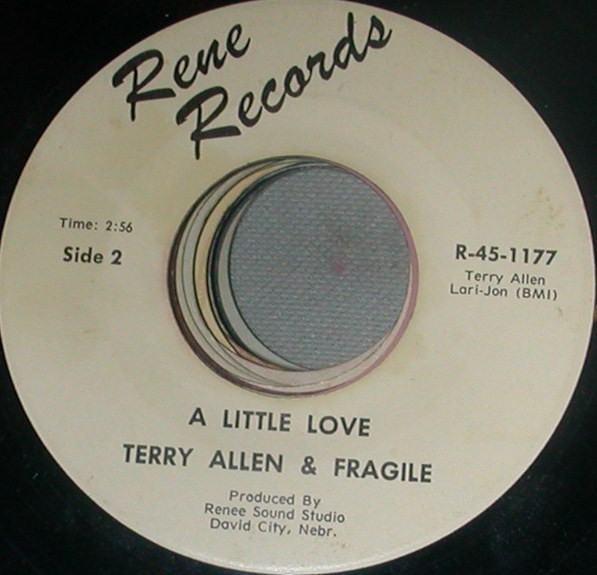 Rene
Records
Time: 2:56
Side 2
R-45-1177
Terry Allen
Lari-Jon (BMI)
A LITTLE LOVE
TERRY ALLEN & FRAGILE
Produced By
Renee Sound Studio
David City, Nebr.